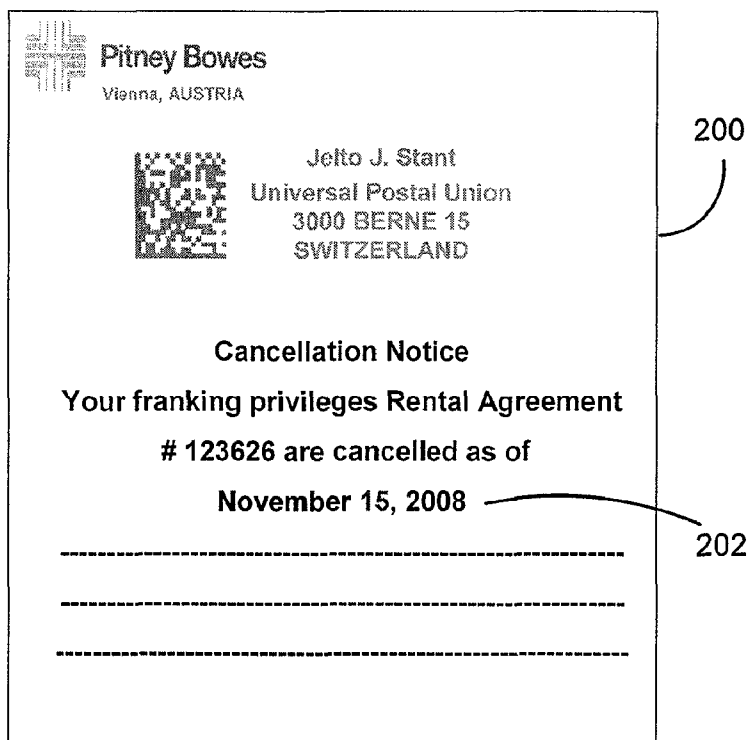 Pitney Bowes
Vienna, AUSTRIA
200
Jelto J. Stant
Universal Postal Union
3000 BERNE 15
SWITZERLAND
Cancellation Notice
Your franking privileges Rental Agreement
# 123626 are cancelled as of
November 15, 2008
202